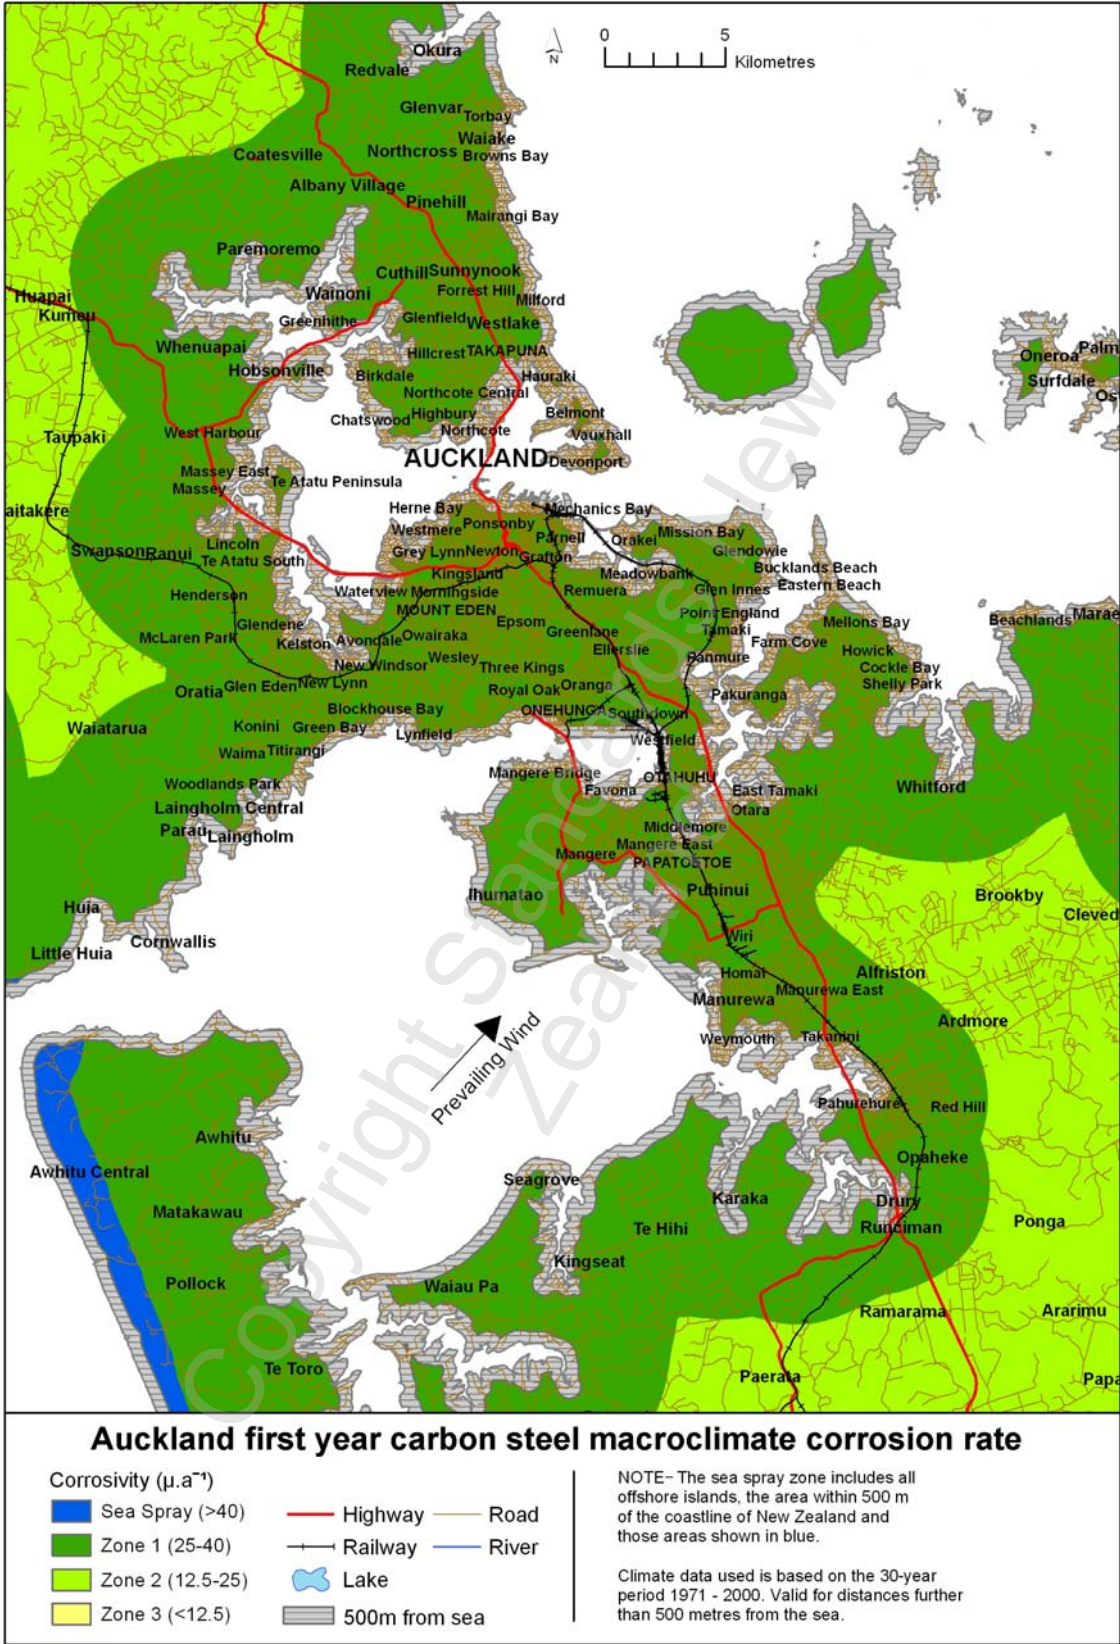 Okura
0 5
Kilometres
N
Redvale
Glenvar
Torbay
Waiake
Northcross
Browns Bay
Coatesville
Albany Village
Pinehill
Mairangi Bay
Paremoremo
Cuthill
Sunnynook
Forrest Hill
Wainoni
Milford
Huapai
Kumeu
Greenhithe
Glenfield
Westlake
Whenuapai
Hillcrest
TAKAPUNA
Oneroa
Palm
Hobsonville
Birkdale
Hauraki
Surfdale
Northcote Central
Os
Chatswood
Highbury
Belmont
Northcote
West Harbour
Taupaki
Vauxhall
AUCKLAND
Devonport
Massey East
Massey
Te Atatu Peninsula
Herne Bay
Mechanics Bay
aitakere
Westmere
Ponsonby
Parnell
Orakei
Mission Bay
Swanson
Ranui
Lincoln
Te Atatu South
Grey Lynn
Newton
Grafton
Glendowie
Bucklands Beach
Kingsland
Meadowbank
Eastern Beach
Henderson
Waterview
Morningside
Remuera
Glen Innes
MOUNT EDEN
Point England
Beachlands
Marae
Glendene
Epsom
Mellons Bay
McLaren Park
Kelston
Avondale
Owairaka
Greenlane
Tamaki
Farm Cove
Ellerslie
Howick
New Windsor
Wesley
Three Kings
Panmure
Cockle Bay
Oratia
Glen Eden
New Lynn
Royal Oak
Oranga
Pakuranga
Shelly Park
Blockhouse Bay
ONEHUNGA
Southdown
Waiatarua
Konini
Green Bay
Lynfield
Westfield
Waima
Titirangi
Mangere Bridge
OTAHUHU
Woodlands Park
Favona
East Tamaki
Whitford
Laingholm Central
Otara
Parau
Laingholm
Middlemore
Mangere East
Mangere
PAPATOETOE
Ihumatao
Puhinui
Brookby
Huia
Cleved
Cornwallis
Wiri
Little Huia
Homai
Alfriston
Manurewa
Manurewa East
Ardmore
Prevailing Wind
Weymouth
Takanini
Pahurehure
Red Hill
Awhitu
Opaheke
Awhitu Central
Seagrove
Karaka
Drury
Matakawau
Te Hihi
Runciman
Ponga
Kingseat
Pollock
Waiau Pa
Ramarama
Ararimu
Te Toro
Paerata
Papa
Copyright Standards New
Zealand
Auckland first year carbon steel macroclimate corrosion rate
Corrosivity (µ.a⁻¹)
Sea Spray (>40)
Zone 1 (25-40)
Zone 2 (12.5-25)
Zone 3 (<12.5)
Highway
Road
Railway
River
Lake
500m from sea
NOTE– The sea spray zone includes all
offshore islands, the area within 500 m
of the coastline of New Zealand and
those areas shown in blue.
Climate data used is based on the 30-year
period 1971 - 2000. Valid for distances further
than 500 metres from the sea.